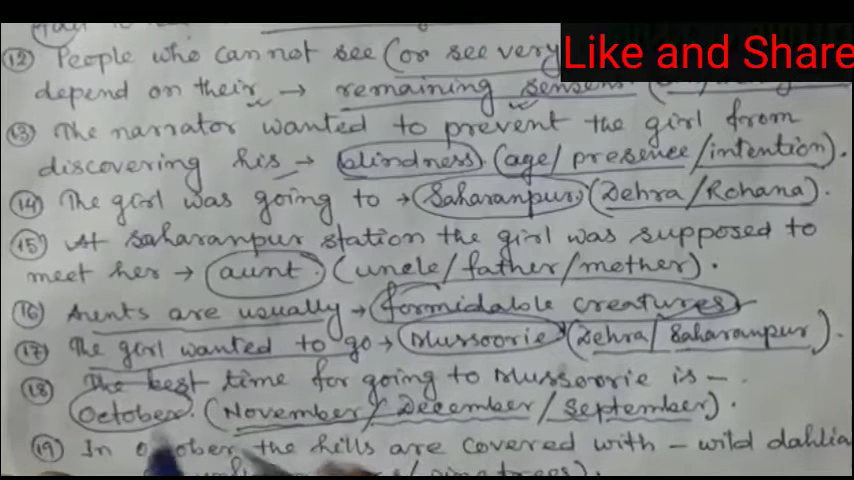 (12) People who cannot see (or see very
Like and Share
depend on their → remaining senses.
(13) The narrator wanted to prevent the girl from
discovering his → blindness. (age/presence/intention).
(14) The girl was going to → Saharanpur. (Dehra/Rohana).
(15) At Saharanpur station the girl was supposed to
meet her → aunt. (uncle/father/mother).
(16) Aunts are usually → formidable creatures
(17) The girl wanted to go → Mussoorie (Dehra/Saharanpur).
(18) The best time for going to Mussoorie is -.
October. (November/December/September).
(19) In October the hills are covered with - wild dahlia